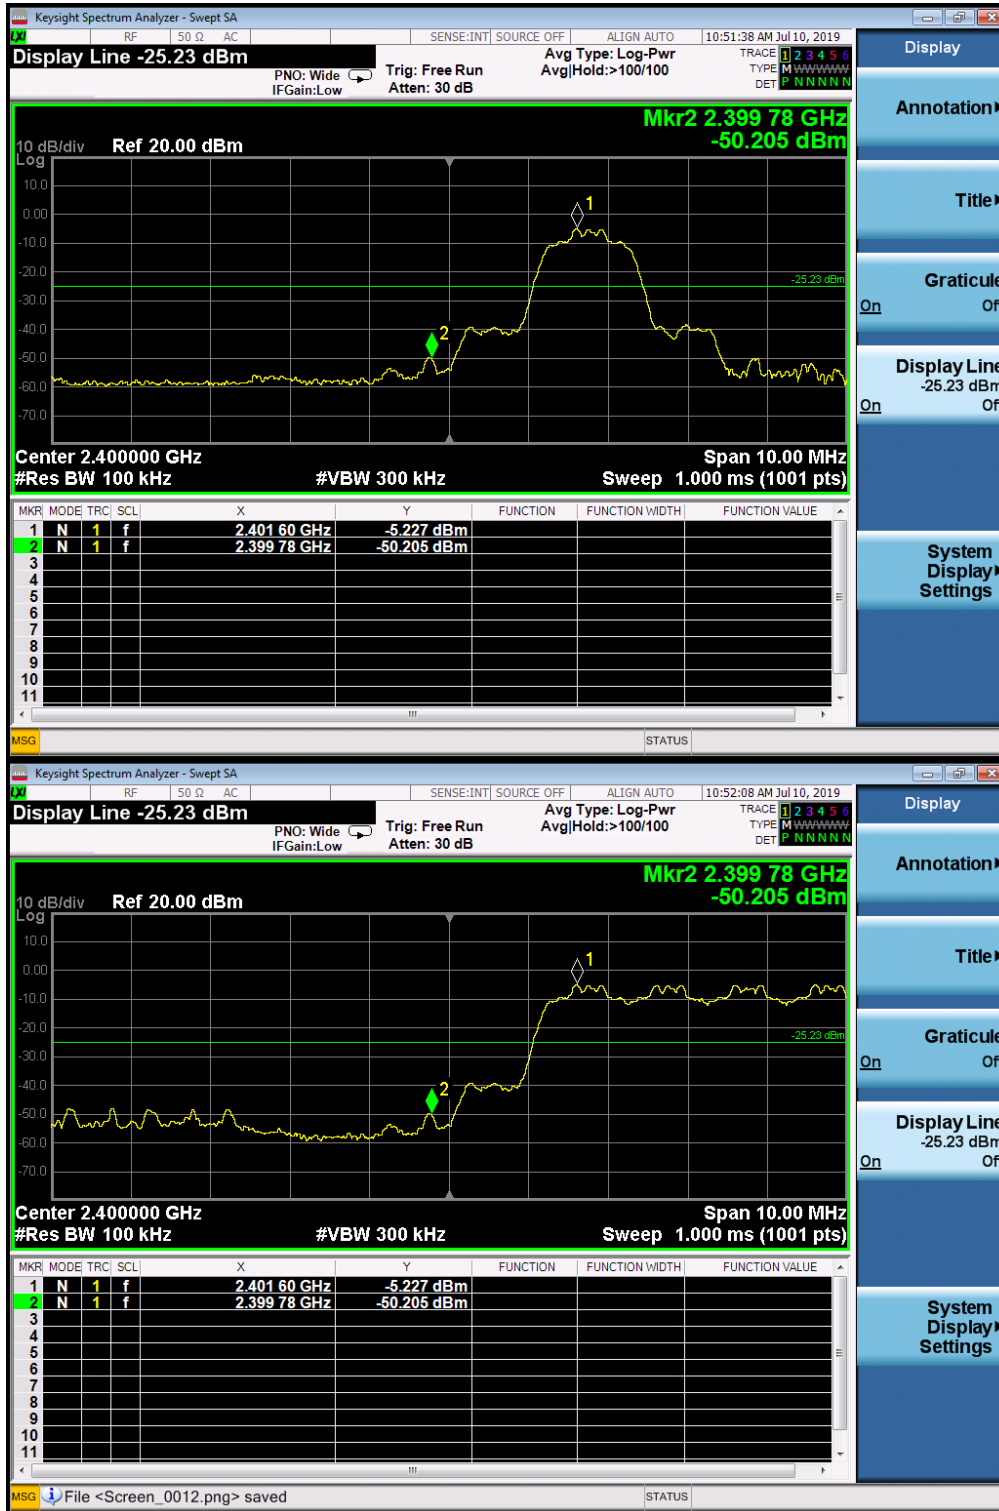 Keysight Spectrum Analyzer - Swept SA
LXI RF 50 Ω AC SENSE:INT SOURCE OFF ALIGN AUTO 10:51:38 AM Jul 10, 2019
Display Line -25.23 dBm
PNO: Wide
IFGain:Low
Trig: Free Run
Atten: 30 dB
Avg Type: Log-Pwr
Avg|Hold:>100/100
TRACE 1 2 3 4 5 6
TYPE M WWWWW
DET P N N N N N
Mkr2 2.399 78 GHz
-50.205 dBm
10 dB/div Ref 20.00 dBm
Log
10.0
0.00
-10.0
-20.0
-30.0
-40.0
-50.0
-60.0
-70.0
1
2
-25.23 dBm
Center 2.400000 GHz Span 10.00 MHz
#Res BW 100 kHz #VBW 300 kHz Sweep 1.000 ms (1001 pts)
MKR MODE TRC SCL X Y FUNCTION FUNCTION WIDTH FUNCTION VALUE
1 N 1 f 2.401 60 GHz -5.227 dBm
2 N 1 f 2.399 78 GHz -50.205 dBm
3
4
5
6
7
8
9
10
11
MSG STATUS
Display
Annotation
Title
Graticule
On Of
Display Line
-25.23 dBm
On Of
System
Display
Settings
Keysight Spectrum Analyzer - Swept SA
LXI RF 50 Ω AC SENSE:INT SOURCE OFF ALIGN AUTO 10:52:08 AM Jul 10, 2019
Display Line -25.23 dBm
PNO: Wide
IFGain:Low
Trig: Free Run
Atten: 30 dB
Avg Type: Log-Pwr
Avg|Hold:>100/100
TRACE 1 2 3 4 5 6
TYPE M WWWWW
DET P N N N N N
Mkr2 2.399 78 GHz
-50.205 dBm
10 dB/div Ref 20.00 dBm
Log
10.0
0.00
-10.0
-20.0
-30.0
-40.0
-50.0
-60.0
-70.0
1
2
-25.23 dBm
Center 2.400000 GHz Span 10.00 MHz
#Res BW 100 kHz #VBW 300 kHz Sweep 1.000 ms (1001 pts)
MKR MODE TRC SCL X Y FUNCTION FUNCTION WIDTH FUNCTION VALUE
1 N 1 f 2.401 60 GHz -5.227 dBm
2 N 1 f 2.399 78 GHz -50.205 dBm
3
4
5
6
7
8
9
10
11
MSG File <Screen_0012.png> saved STATUS
Display
Annotation
Title
Graticule
On Of
Display Line
-25.23 dBm
On Of
System
Display
Settings